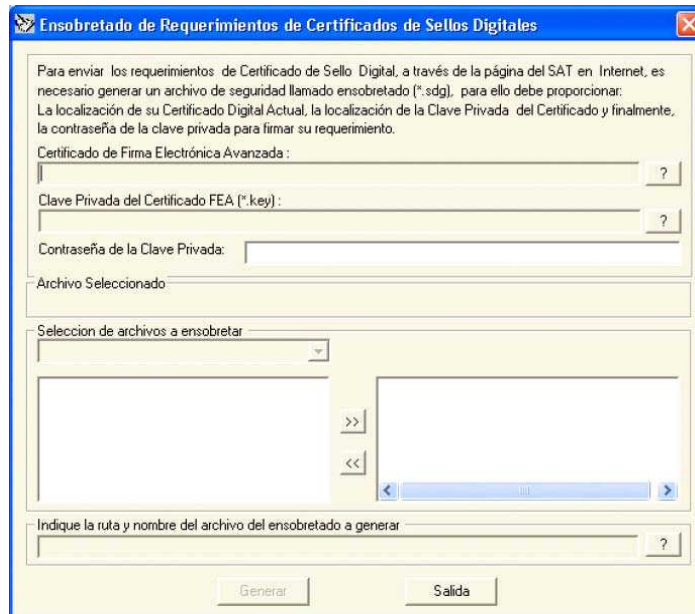 Ensobretado de Requerimientos de Certificados de Sellos Digitales
Para enviar los requerimientos de Certificado de Sello Digital, a través de la página del SAT en Internet, es
necesario generar un archivo de seguridad llamado ensobretado (*.sdg), para ello debe proporcionar:
La localización de su Certificado Digital Actual, la localización de la Clave Privada del Certificado y finalmente,
la contraseña de la clave privada para firmar su requerimiento.
Certificado de Firma Electrónica Avanzada :
?
Clave Privada del Certificado FEA (*.key) :
?
Contraseña de la Clave Privada:
Archivo Seleccionado
Seleccion de archivos a ensobretar
>>
<<
Indique la ruta y nombre del archivo del ensobretado a generar
?
Generar
Salida